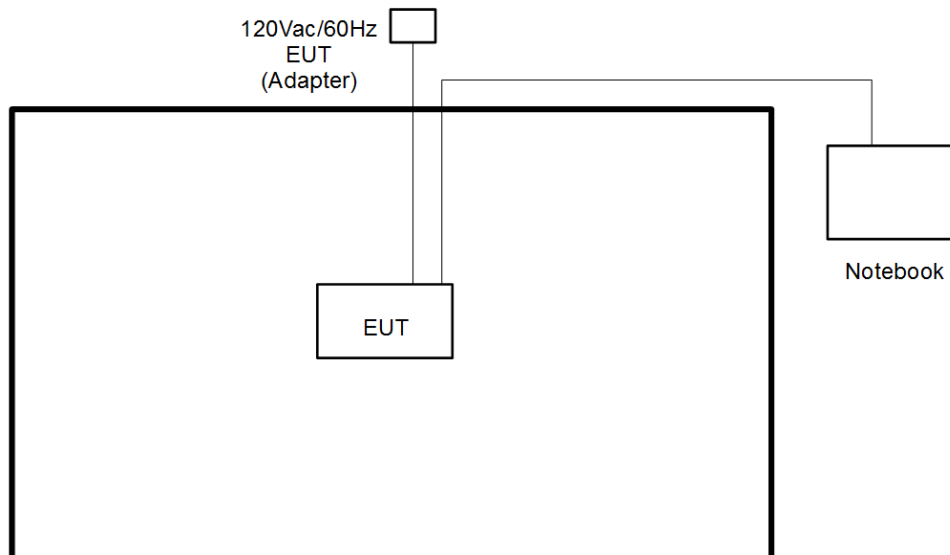 120Vac/60Hz
EUT
(Adapter)
Notebook
EUT